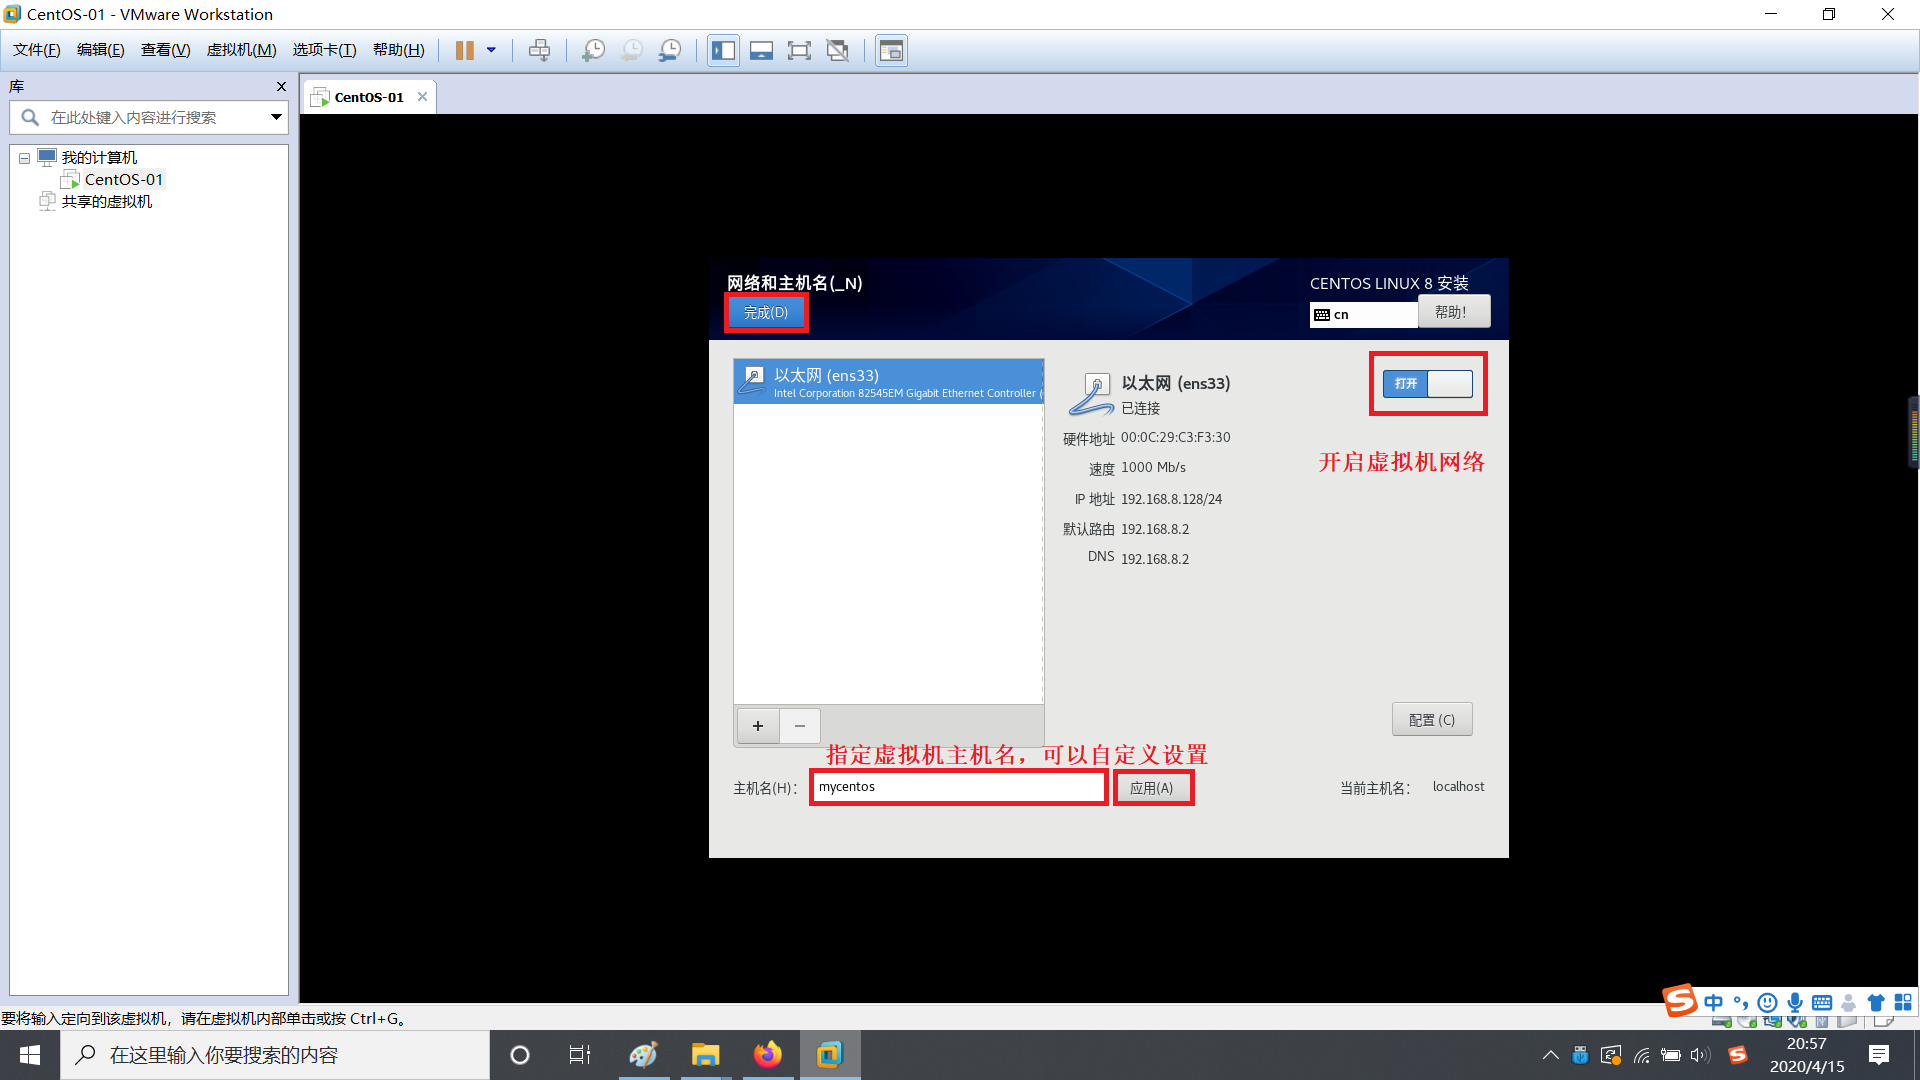 CentOS-01 - VMware Workstation
文件(F) 编辑(E) 查看(V) 虚拟机(M) 选项卡(T) 帮助(H)
库
CentOS-01
在此处键入内容进行搜索
我的计算机
CentOS-01
共享的虚拟机
网络和主机名(_N)
CENTOS LINUX 8 安装
完成(D)
cn
帮助！
以太网 (ens33)
Intel Corporation 82545EM Gigabit Ethernet Controller (
以太网 (ens33)
已连接
打开
硬件地址 00:0C:29:C3:F3:30
开启虚拟机网络
速度 1000 Mb/s
IP 地址 192.168.8.128/24
默认路由 192.168.8.2
DNS 192.168.8.2
+ −
配置 (C)
指定虚拟机主机名，可以自定义设置
主机名(H)： mycentos 应用(A) 当前主机名： localhost
中
要将输入定向到该虚拟机，请在虚拟机内部单击或按 Ctrl+G。
在这里输入你要搜索的内容
20:57
2020/4/15